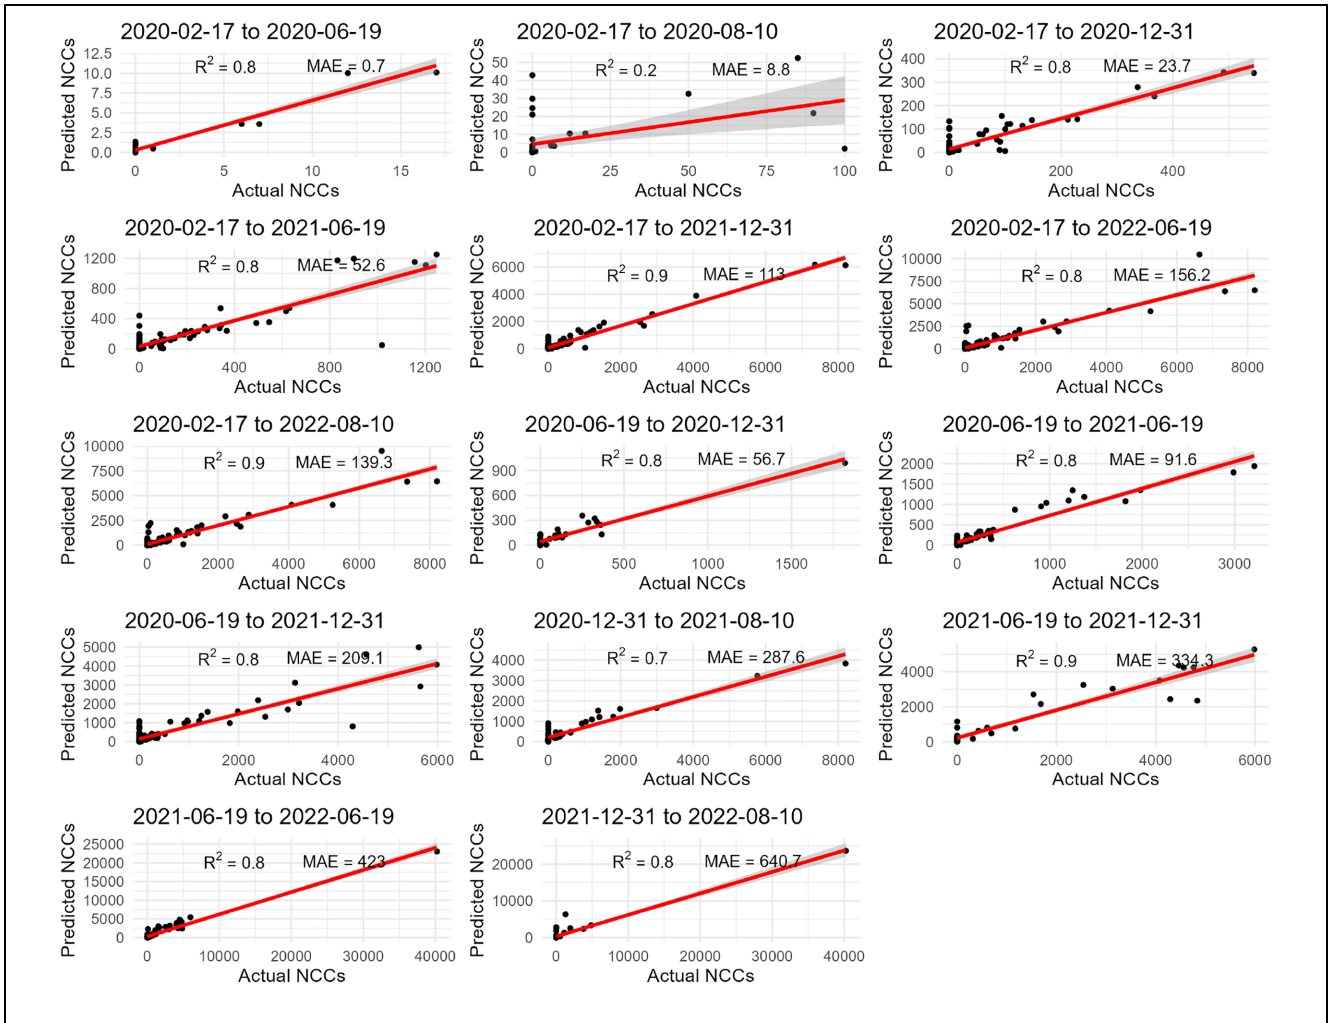 2020-02-17 to 2020-06-19
R² = 0.8 MAE = 0.7
Predicted NCCs
12.5
10.0
7.5
5.0
2.5
0.0
0 5 10 15
Actual NCCs
2020-02-17 to 2020-08-10
R² = 0.2 MAE = 8.8
Predicted NCCs
50
40
30
20
10
0
0 25 50 75 100
Actual NCCs
2020-02-17 to 2020-12-31
R² = 0.8 MAE = 23.7
Predicted NCCs
400
300
200
100
0
0 200 400
Actual NCCs
2020-02-17 to 2021-06-19
R² = 0.8 MAE = 52.6
Predicted NCCs
1200
800
400
0
0 400 800 1200
Actual NCCs
2020-02-17 to 2021-12-31
R² = 0.9 MAE = 113
Predicted NCCs
6000
4000
2000
0
0 2000 4000 6000 8000
Actual NCCs
2020-02-17 to 2022-06-19
R² = 0.8 MAE = 156.2
Predicted NCCs
10000
7500
5000
2500
0
0 2000 4000 6000 8000
Actual NCCs
2020-02-17 to 2022-08-10
R² = 0.9 MAE = 139.3
Predicted NCCs
10000
7500
5000
2500
0
0 2000 4000 6000 8000
Actual NCCs
2020-06-19 to 2020-12-31
R² = 0.8 MAE = 56.7
Predicted NCCs
900
600
300
0
0 500 1000 1500
Actual NCCs
2020-06-19 to 2021-06-19
R² = 0.8 MAE = 91.6
Predicted NCCs
2000
1500
1000
500
0
0 1000 2000 3000
Actual NCCs
2020-06-19 to 2021-12-31
R² = 0.8 MAE = 209.1
Predicted NCCs
5000
4000
3000
2000
1000
0
0 2000 4000 6000
Actual NCCs
2020-12-31 to 2021-08-10
R² = 0.7 MAE = 287.6
Predicted NCCs
4000
3000
2000
1000
0
0 2000 4000 6000 8000
Actual NCCs
2021-06-19 to 2021-12-31
R² = 0.9 MAE = 334.3
Predicted NCCs
4000
2000
0
0 2000 4000 6000
Actual NCCs
2021-06-19 to 2022-06-19
R² = 0.8 MAE = 423
Predicted NCCs
25000
20000
15000
10000
5000
0
0 10000 20000 30000 40000
Actual NCCs
2021-12-31 to 2022-08-10
R² = 0.8 MAE = 640.7
Predicted NCCs
20000
10000
0
0 10000 20000 30000 40000
Actual NCCs